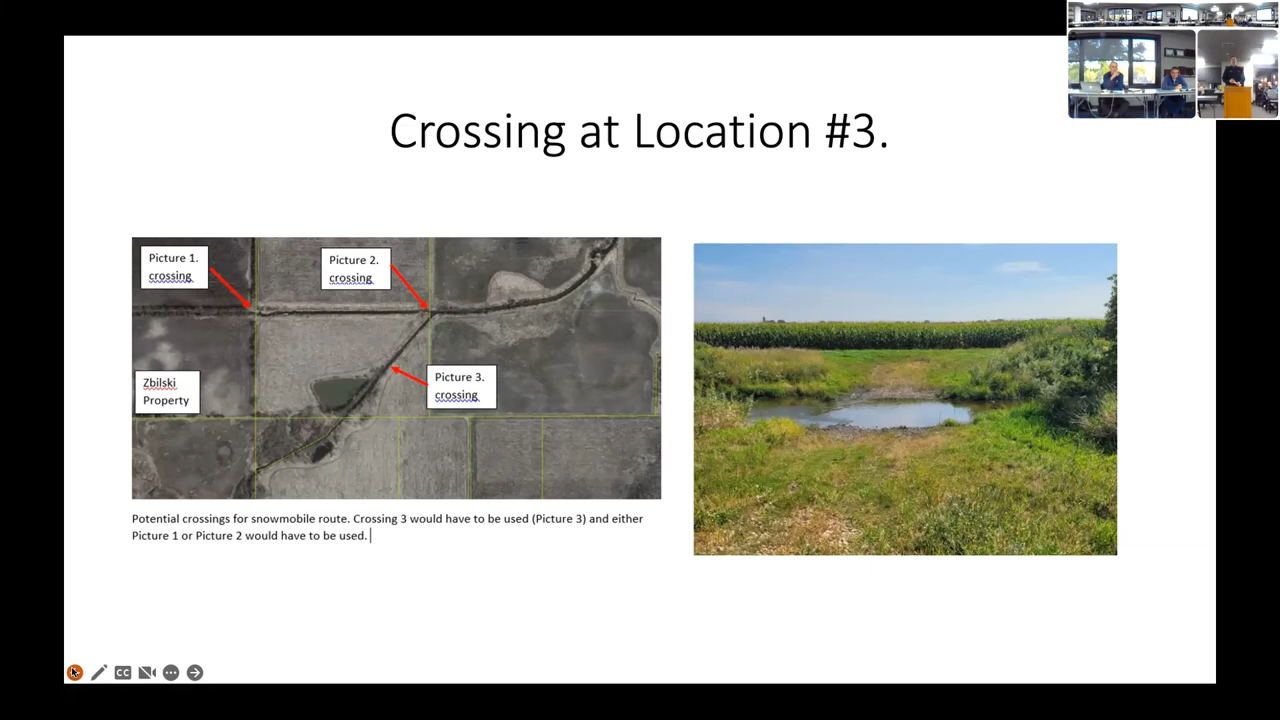 Crossing at Location #3.
Picture 1.
crossing
Picture 2.
crossing
Zbilski
Property
Picture 3.
crossing
Potential crossings for snowmobile route. Crossing 3 would have to be used (Picture 3) and either
Picture 1 or Picture 2 would have to be used.
CC